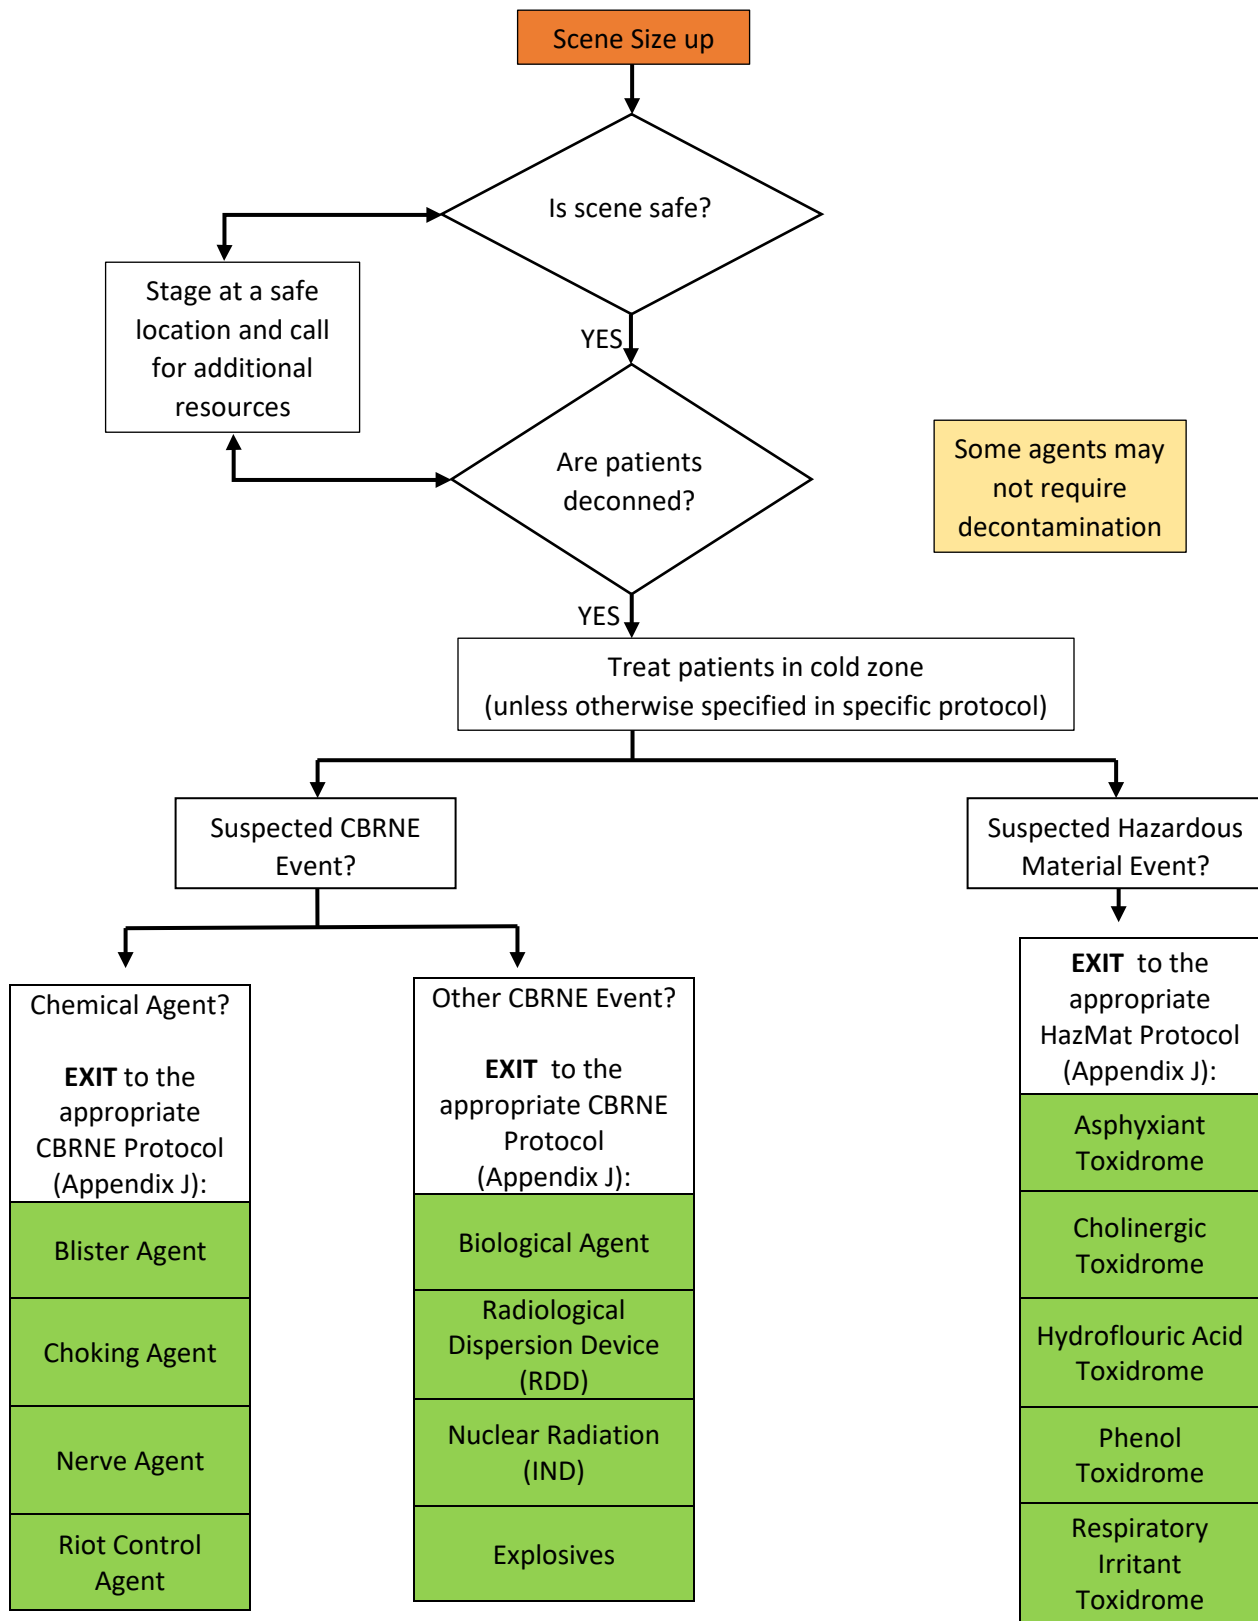 Scene Size up
Is scene safe?
Stage at a safe
location and call
for additional
resources
YES
Are patients
deconned?
Some agents may
not require
decontamination
YES
Treat patients in cold zone
(unless otherwise specified in specific protocol)
Suspected CBRNE
Event?
Suspected Hazardous
Material Event?
Chemical Agent?
EXIT to the
appropriate
CBRNE Protocol
(Appendix J):
Blister Agent
Choking Agent
Nerve Agent
Riot Control
Agent
Other CBRNE Event?
EXIT to the
appropriate CBRNE
Protocol
(Appendix J):
Biological Agent
Radiological
Dispersion Device
(RDD)
Nuclear Radiation
(IND)
Explosives
EXIT to the
appropriate
HazMat Protocol
(Appendix J):
Asphyxiant
Toxidrome
Cholinergic
Toxidrome
Hydroflouric Acid
Toxidrome
Phenol
Toxidrome
Respiratory
Irritant
Toxidrome